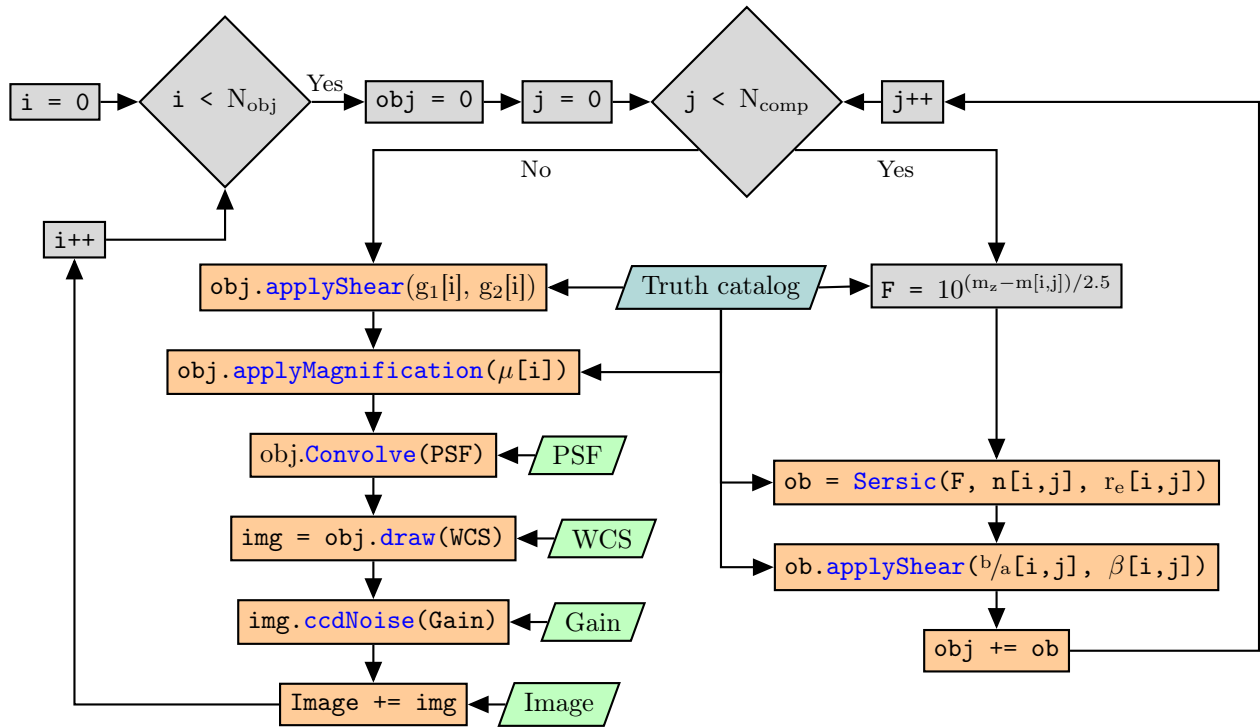 i = 0
i < N_obj
Yes
obj = 0
j = 0
j < N_comp
j++
No
Yes
i++
obj.applyShear(g₁[i], g₂[i])
Truth catalog
F = 10^((m_z−m[i,j])/2.5)
obj.applyMagnification(μ[i])
obj.Convolve(PSF)
PSF
ob = Sersic(F, n[i,j], r_e[i,j])
img = obj.draw(WCS)
WCS
ob.applyShear(b/a[i,j], β[i,j])
img.ccdNoise(Gain)
Gain
obj += ob
Image += img
Image